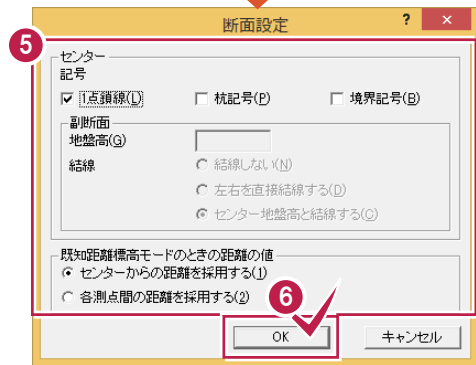 断面設定 ? ×
5
センター
記号
1点鎖線(L) 杭記号(P) 境界記号(B)
副断面
地盤高(G)
結線 結線しない(N)
左右を直接結線する(D)
センター地盤高と結線する(C)
既知距離標高モードのときの距離の値
センターからの距離を採用する(1)
各測点間の距離を採用する(2)
6
OK キャンセル